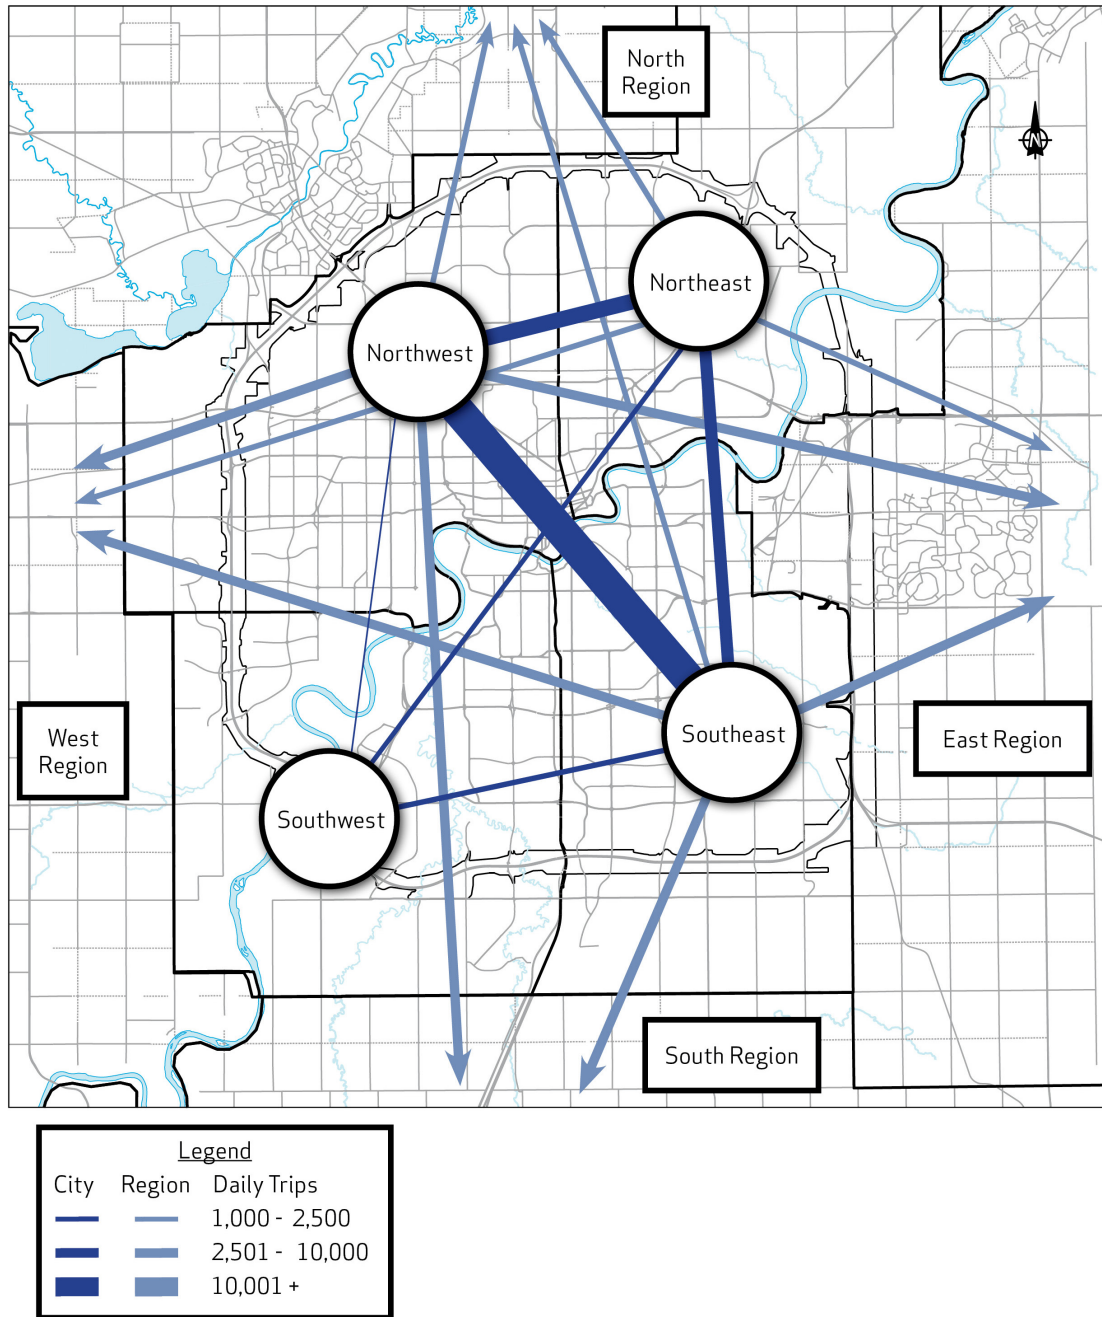 North
Region
N
Northeast
Northwest
West
Region
East Region
Southeast
Southwest
South Region
Legend
City Region Daily Trips
1,000 - 2,500
2,501 - 10,000
10,001 +